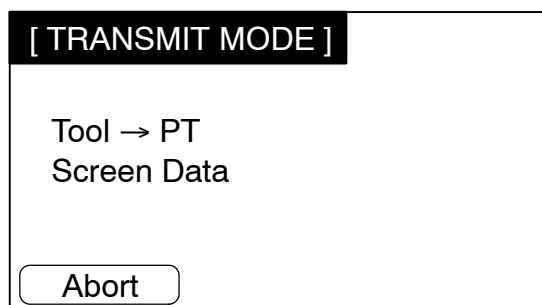 [ TRANSMIT MODE ]
Tool → PT
Screen Data
Abort